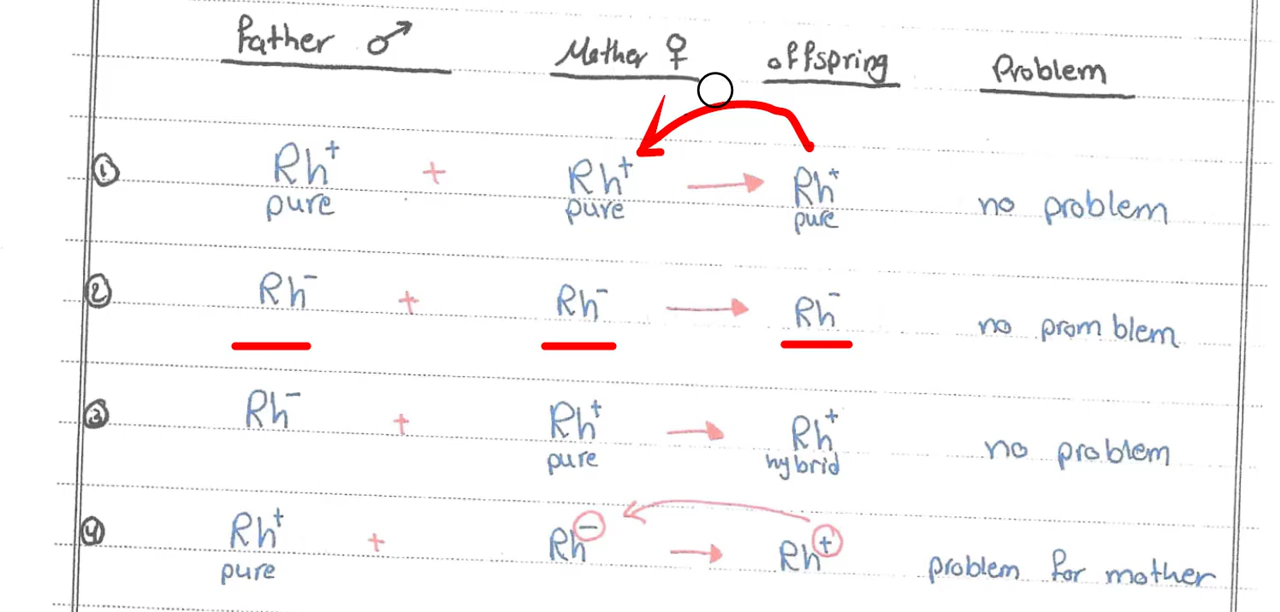 Father ♂ Mother ♀ offspring Problem
① Rh⁺ + Rh⁺ → Rh⁺ no problem
pure pure pure
② Rh⁻ + Rh⁻ → Rh⁻ no promblem
③ Rh⁻ + Rh⁺ → Rh⁺ no problem
pure hybrid
④ Rh⁺ + Rh⁻ → Rh⁺ problem for mother
pure